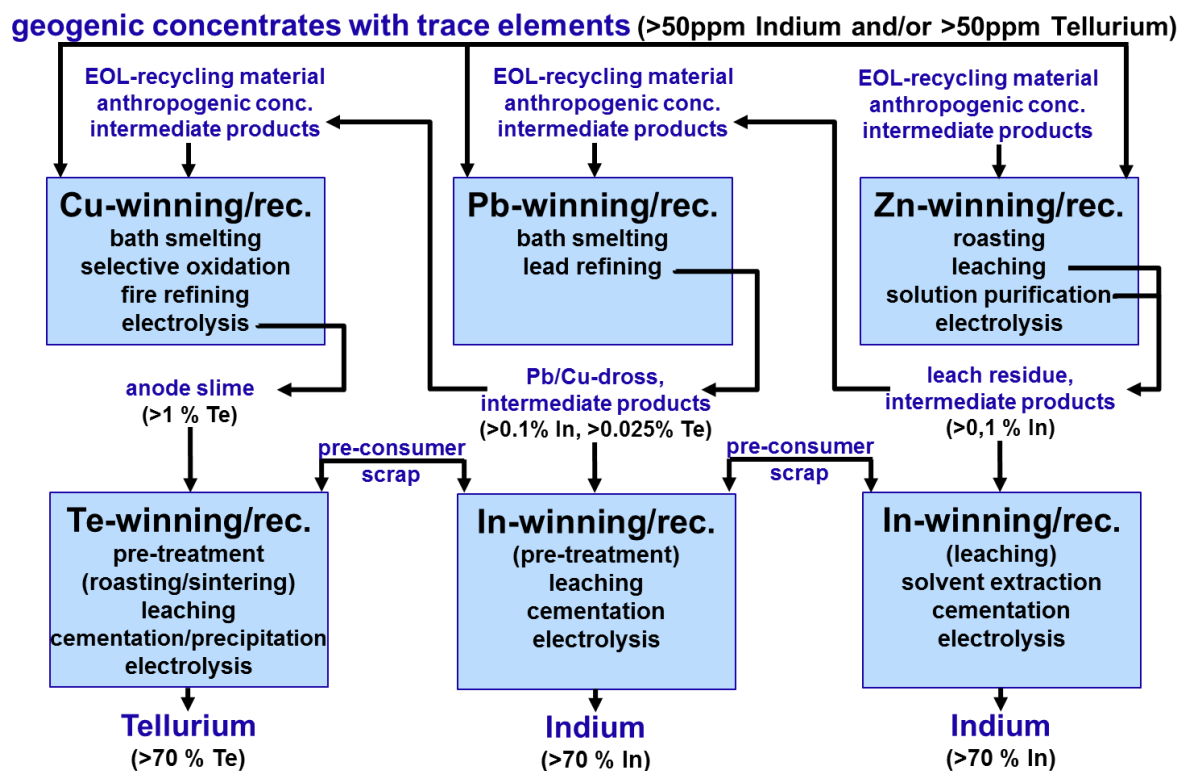 geogenic concentrates with trace elements (>50ppm Indium and/or >50ppm Tellurium)
EOL-recycling material
anthropogenic conc.
intermediate products
EOL-recycling material
anthropogenic conc.
intermediate products
EOL-recycling material
anthropogenic conc.
intermediate products
Cu-winning/rec.
bath smelting
selective oxidation
fire refining
electrolysis
Pb-winning/rec.
bath smelting
lead refining
Zn-winning/rec.
roasting
leaching
solution purification
electrolysis
anode slime
(>1 % Te)
Pb/Cu-dross,
intermediate products
(>0.1% In, >0.025% Te)
leach residue,
intermediate products
(>0,1 % In)
pre-consumer
scrap
pre-consumer
scrap
Te-winning/rec.
pre-treatment
(roasting/sintering)
leaching
cementation/precipitation
electrolysis
In-winning/rec.
(pre-treatment)
leaching
cementation
electrolysis
In-winning/rec.
(leaching)
solvent extraction
cementation
electrolysis
Tellurium
(>70 % Te)
Indium
(>70 % In)
Indium
(>70 % In)